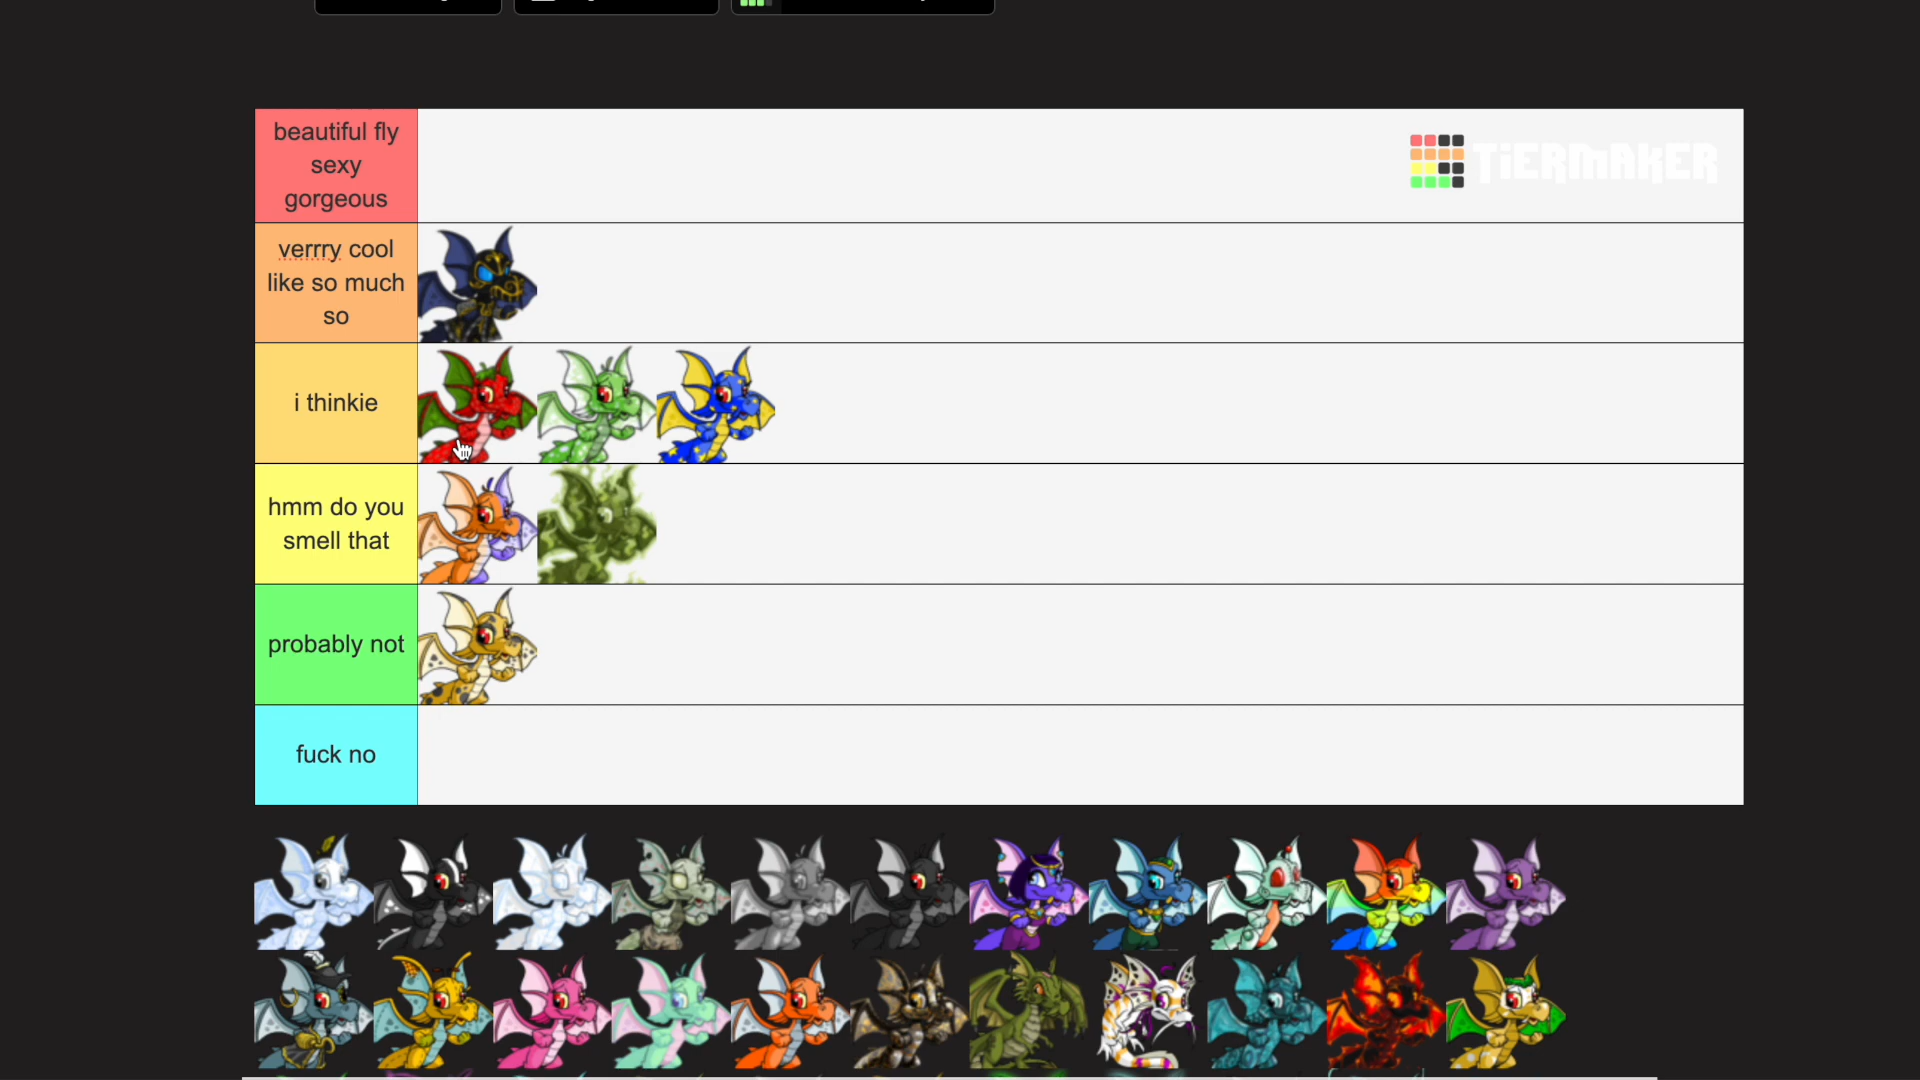 beautiful fly
sexy
gorgeous
TiERMAKER
verrry cool
like so much
so
i thinkie
hmm do you
smell that
probably not
fuck no